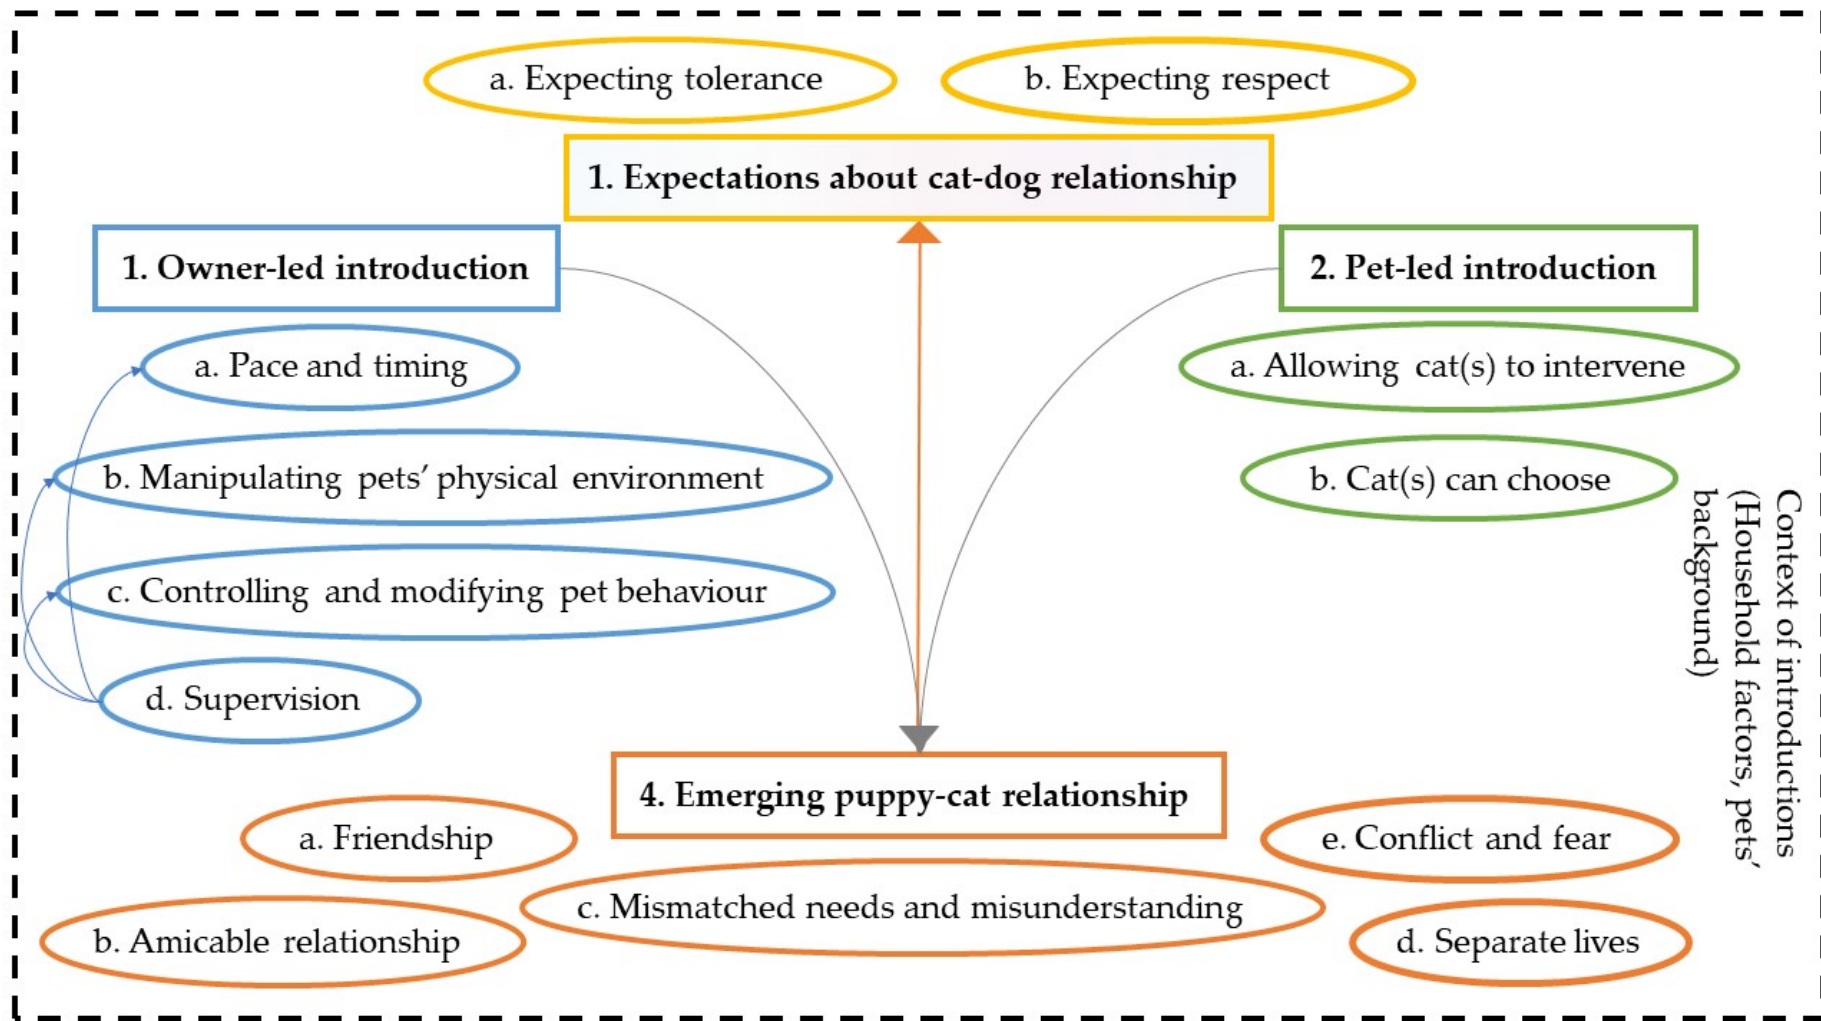 a. Expecting tolerance
b. Expecting respect
1. Expectations about cat-dog relationship
1. Owner-led introduction
2. Pet-led introduction
a. Pace and timing
b. Manipulating pets’ physical environment
c. Controlling and modifying pet behaviour
d. Supervision
a. Allowing cat(s) to intervene
b. Cat(s) can choose
Context of introductions
(Household factors, pets’
background)
4. Emerging puppy-cat relationship
a. Friendship
b. Amicable relationship
c. Mismatched needs and misunderstanding
e. Conflict and fear
d. Separate lives